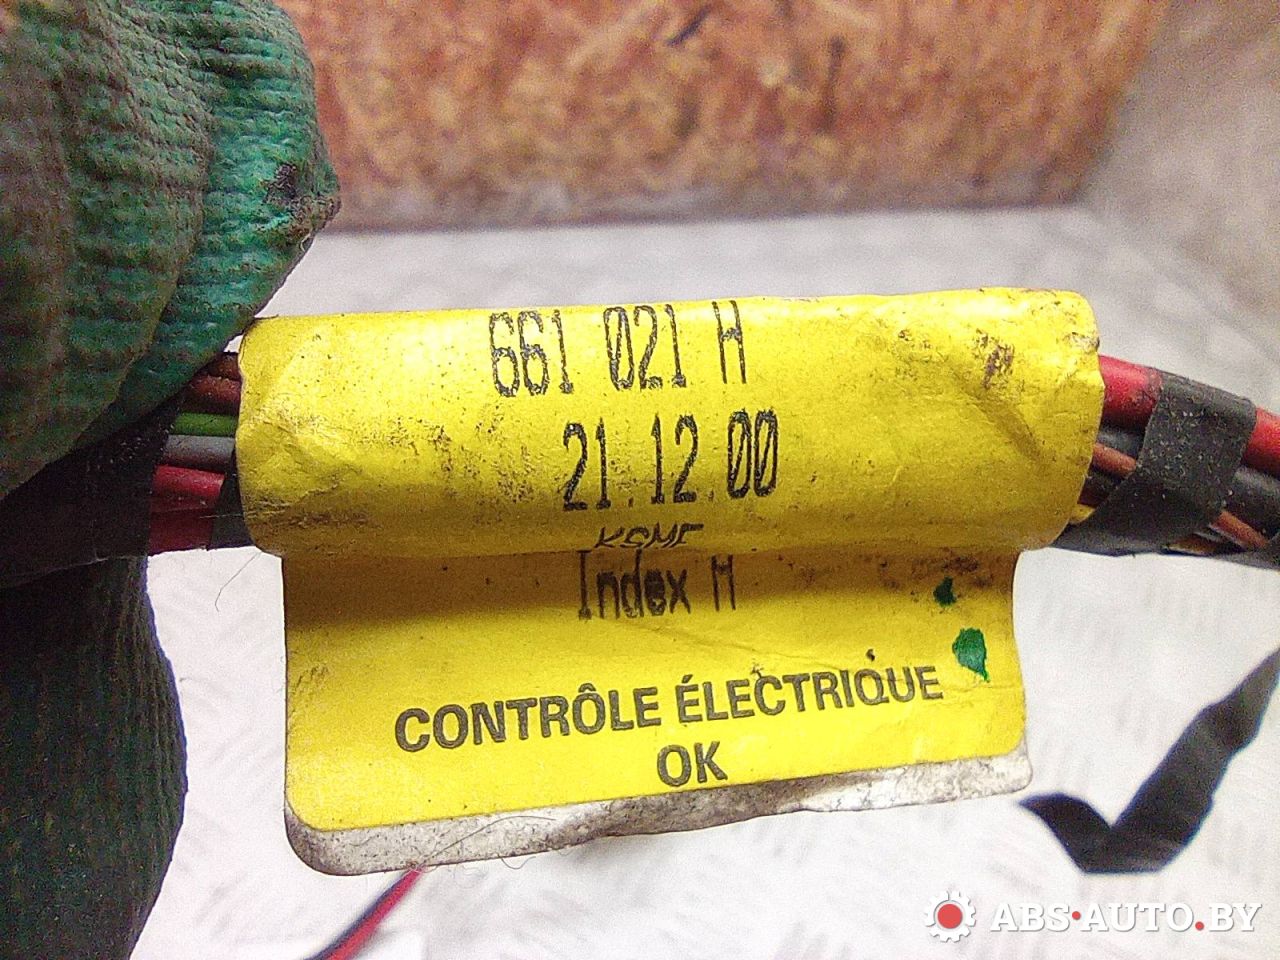 661 021 H
21.12.00
Index M
CONTRÔLE ÉLECTRIQUE
OK
ABS-AUTO.BY